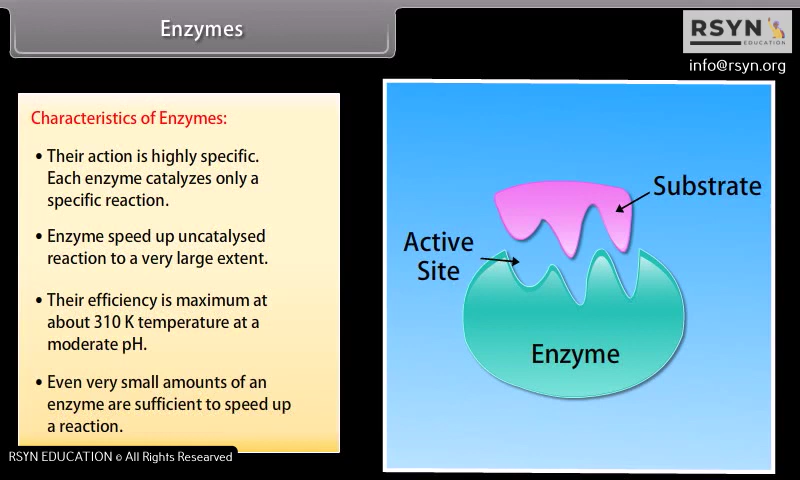 Enzymes
RSYN
EDUCATION
info@rsyn.org
Characteristics of Enzymes:
• Their action is highly specific.
Each enzyme catalyzes only a
specific reaction.
• Enzyme speed up uncatalysed
reaction to a very large extent.
• Their efficiency is maximum at
about 310 K temperature at a
moderate pH.
• Even very small amounts of an
enzyme are sufficient to speed up
a reaction.
Substrate
Active
Site
Enzyme
RSYN EDUCATION © All Rights Researved